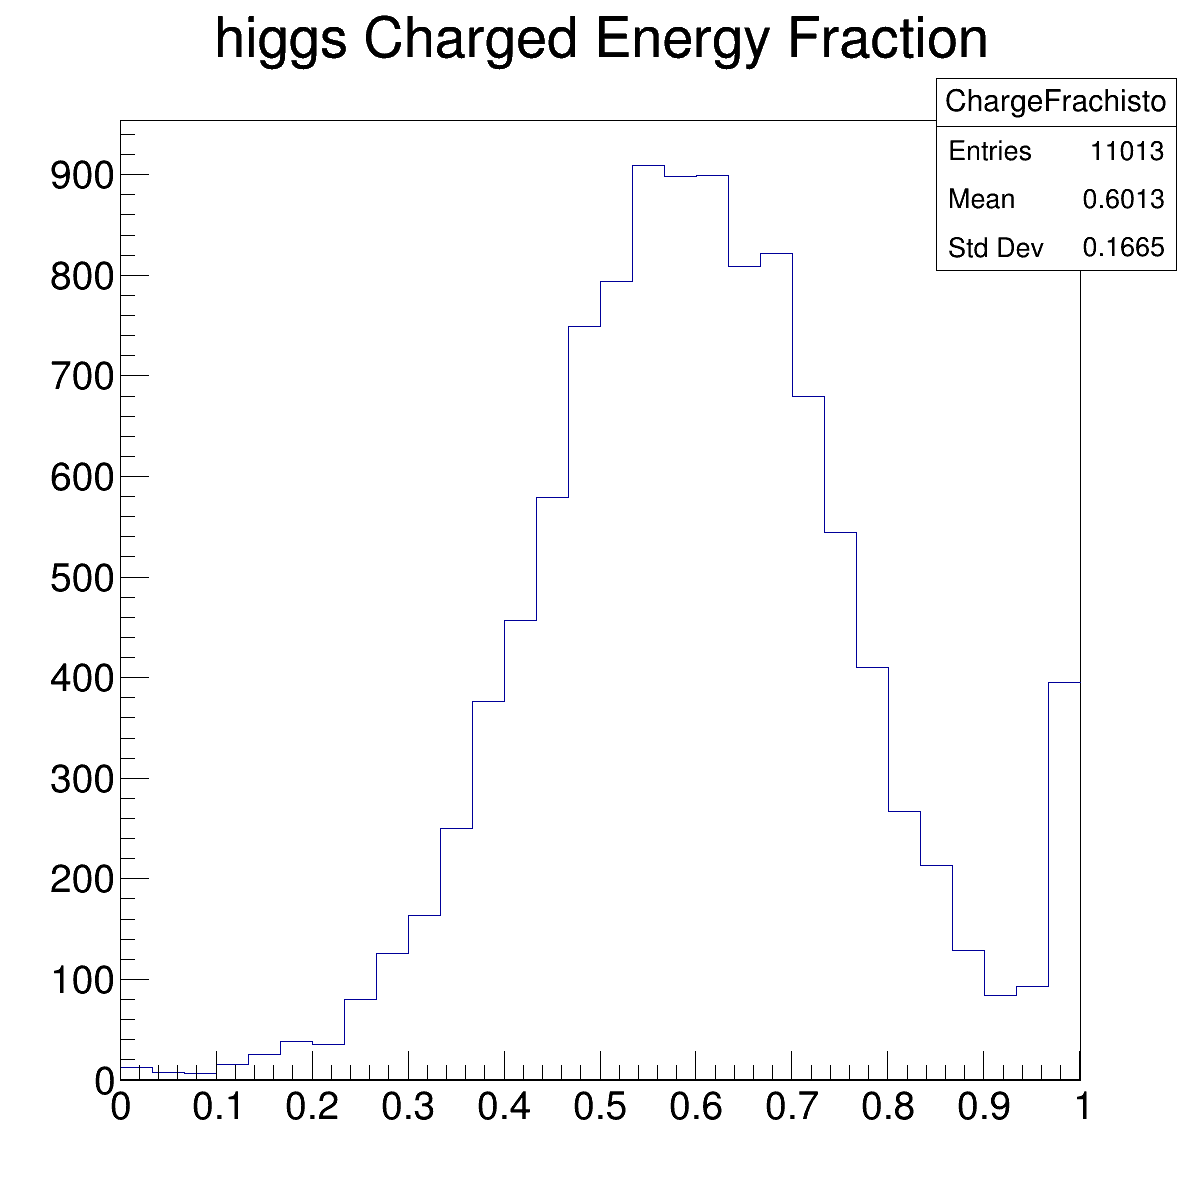 higgs Charged Energy Fraction
ChargeFrachisto
Entries 11013
Mean 0.6013
Std Dev 0.1665
900
800
700
600
500
400
300
200
100
0
0 0.1 0.2 0.3 0.4 0.5 0.6 0.7 0.8 0.9 1